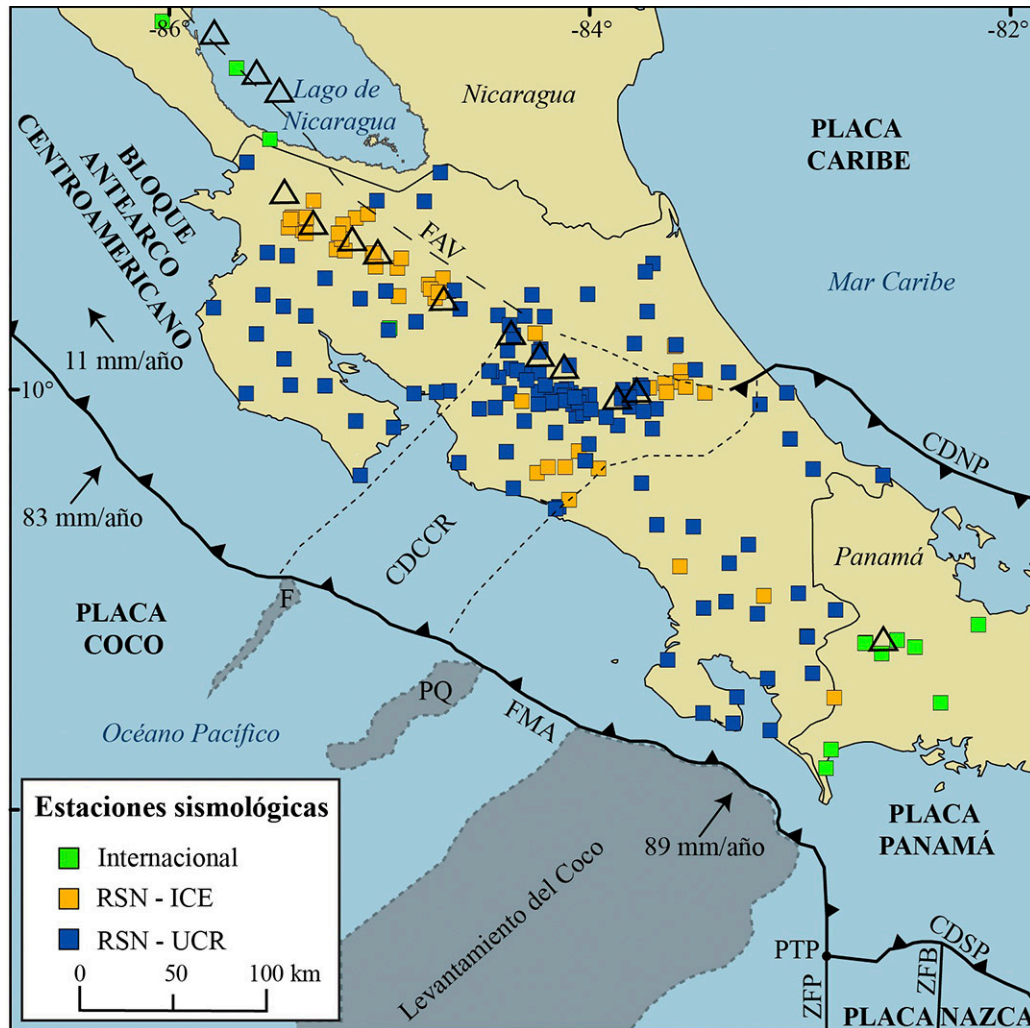 -86°
-84°
-82°
Lago de
Nicaragua
Nicaragua
PLACA
CARIBE
BLOQUE
ANTEARCO
CENTROAMERICANO
FAV
Mar Caribe
11 mm/año
10°
CDNP
83 mm/año
CDCCR
Panamá
F
PLACA
COCO
PQ
FMA
Océano Pacífico
89 mm/año
PLACA
PANAMÁ
Levantamiento del Coco
PTP
CDSP
ZFP
ZFB
PLACA NAZCA
Estaciones sismológicas
Internacional
RSN - ICE
RSN - UCR
0 50 100 km